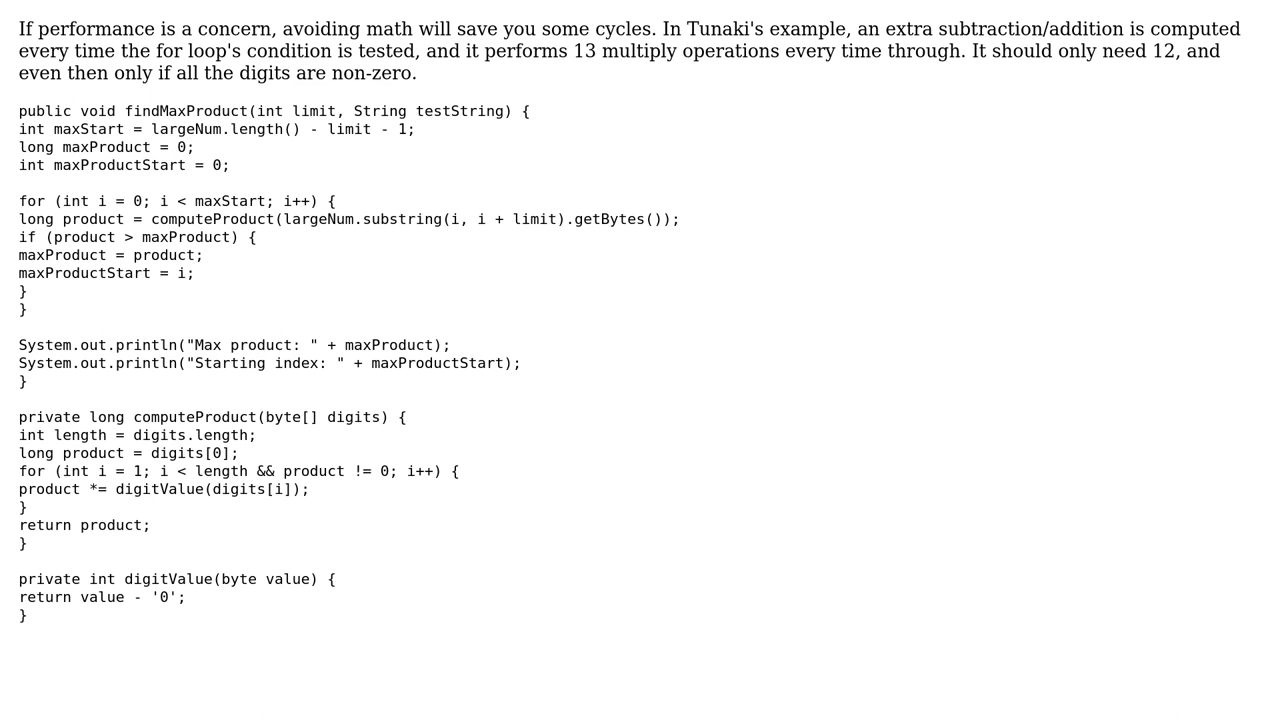 If performance is a concern, avoiding math will save you some cycles. In Tunaki's example, an extra subtraction/addition is computed
every time the for loop's condition is tested, and it performs 13 multiply operations every time through. It should only need 12, and
even then only if all the digits are non-zero.
public void findMaxProduct(int limit, String testString) {
int maxStart = largeNum.length() - limit - 1;
long maxProduct = 0;
int maxProductStart = 0;
for (int i = 0; i < maxStart; i++) {
long product = computeProduct(largeNum.substring(i, i + limit).getBytes());
if (product > maxProduct) {
maxProduct = product;
maxProductStart = i;
}
}
System.out.println("Max product: " + maxProduct);
System.out.println("Starting index: " + maxProductStart);
}
private long computeProduct(byte[] digits) {
int length = digits.length;
long product = digits[0];
for (int i = 1; i < length && product != 0; i++) {
product *= digitValue(digits[i]);
}
return product;
}
private int digitValue(byte value) {
return value - '0';
}